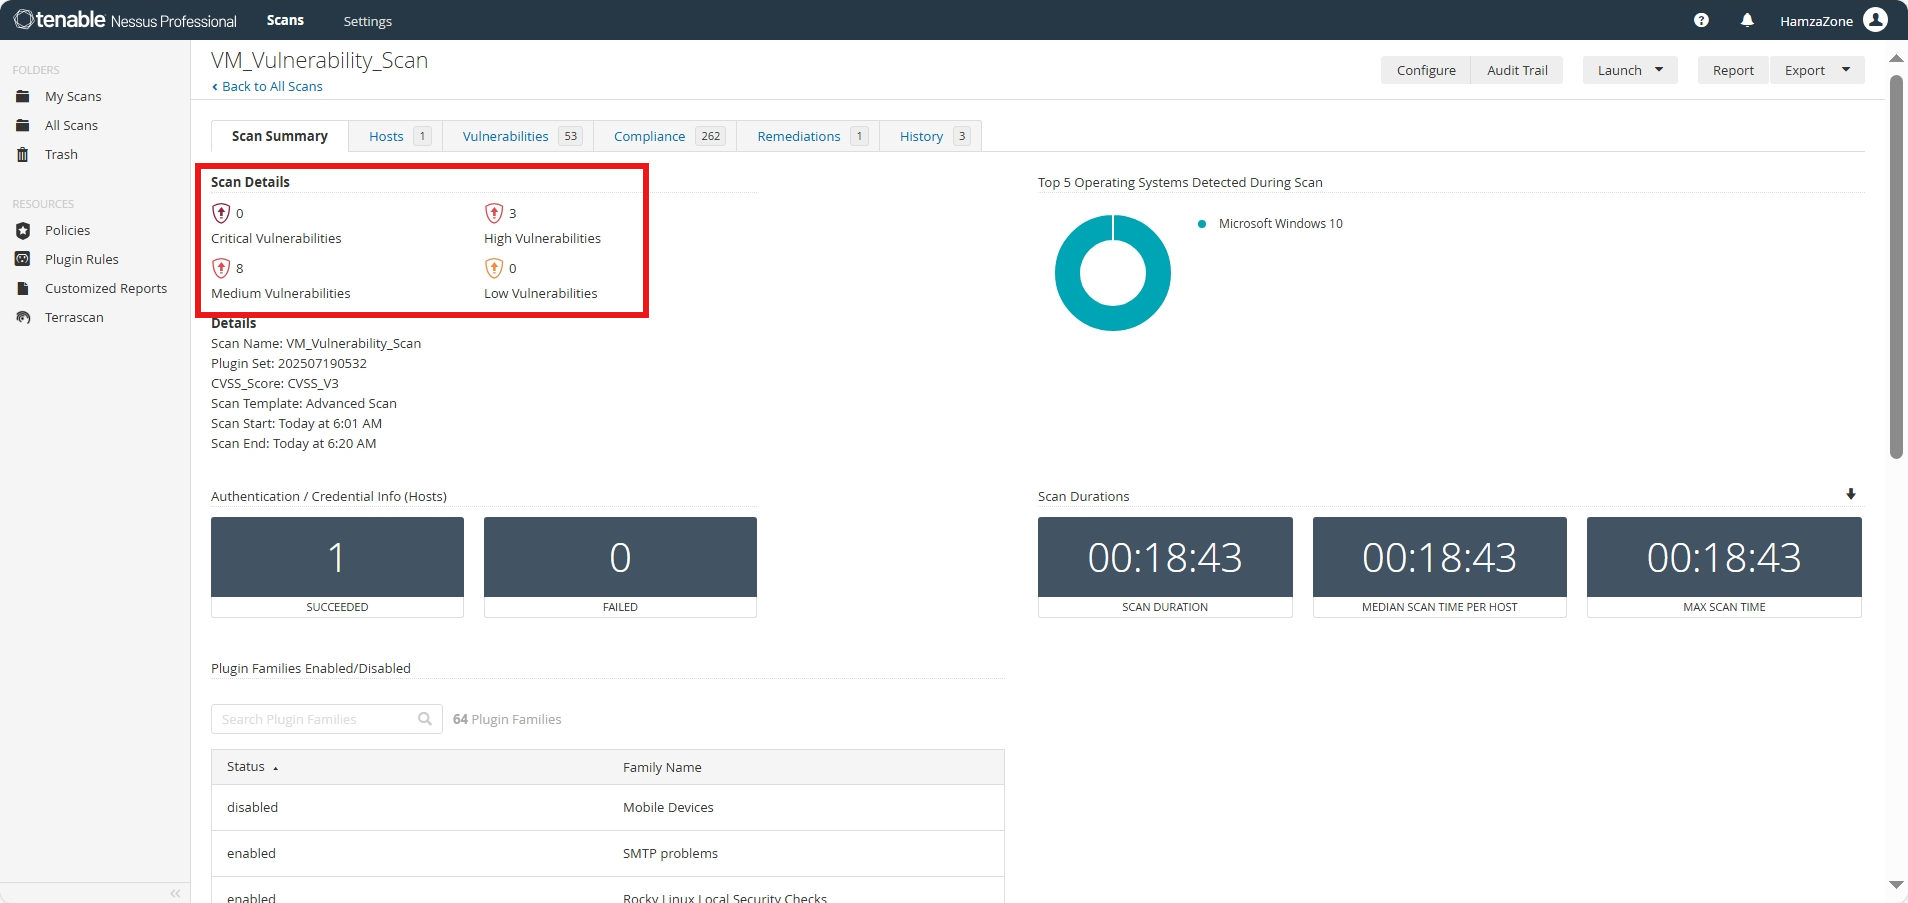 tenable Nessus Professional Scans Settings HamzaZone
FOLDERS
My Scans
All Scans
Trash
RESOURCES
Policies
Plugin Rules
Customized Reports
Terrascan
VM_Vulnerability_Scan
Back to All Scans
Configure Audit Trail Launch Report Export
Scan Summary Hosts 1 Vulnerabilities 53 Compliance 262 Remediations 1 History 3
Scan Details
0
Critical Vulnerabilities
3
High Vulnerabilities
8
Medium Vulnerabilities
0
Low Vulnerabilities
Details
Scan Name: VM_Vulnerability_Scan
Plugin Set: 202507190532
CVSS_Score: CVSS_V3
Scan Template: Advanced Scan
Scan Start: Today at 6:01 AM
Scan End: Today at 6:20 AM
Top 5 Operating Systems Detected During Scan
Microsoft Windows 10
Authentication / Credential Info (Hosts)
1
SUCCEEDED
0
FAILED
Scan Durations
00:18:43
SCAN DURATION
00:18:43
MEDIAN SCAN TIME PER HOST
00:18:43
MAX SCAN TIME
Plugin Families Enabled/Disabled
Search Plugin Families 64 Plugin Families
Status Family Name
disabled Mobile Devices
enabled SMTP problems
enabled Rocky Linux Local Security Checks